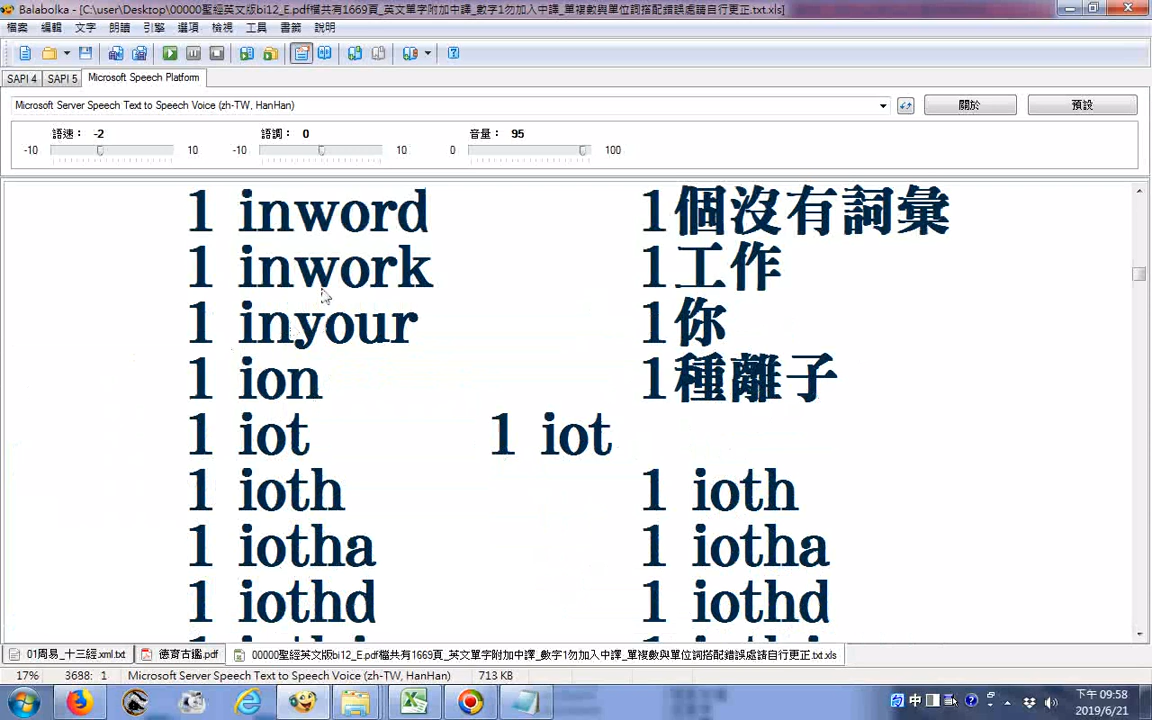 Balabolka - [C:\user\Desktop\00000聖經英文版bi12_E.pdf檔共有1669頁_英文單字附加中譯_數字1勿加入中譯_單複數與單位詞搭配錯誤處請自行更正.txt.xls]
檔案 編輯 文字 朗讀 引擎 選項 檢視 工具 書籤 說明
SAPI 4 SAPI 5 Microsoft Speech Platform
Microsoft Server Speech Text to Speech Voice (zh-TW, HanHan) 關於 預設
語速： -2 語調： 0 音量： 95
-10 10 -10 10 0 100
1 inword 1個沒有詞彙
1 inwork 1工作
1 inyour 1你
1 ion 1種離子
1 iot 1 iot
1 ioth 1 ioth
1 iotha 1 iotha
1 iothd 1 iothd
01周易_十三經.xml.txt 德育古鑑.pdf 00000聖經英文版bi12_E.pdf檔共有1669頁_英文單字附加中譯_數字1勿加入中譯_單複數與單位詞搭配錯誤處請自行更正.txt.xls
17% 3688: 1 Microsoft Server Speech Text to Speech Voice (zh-TW, HanHan) 713 KB
中 下午 09:58
2019/6/21